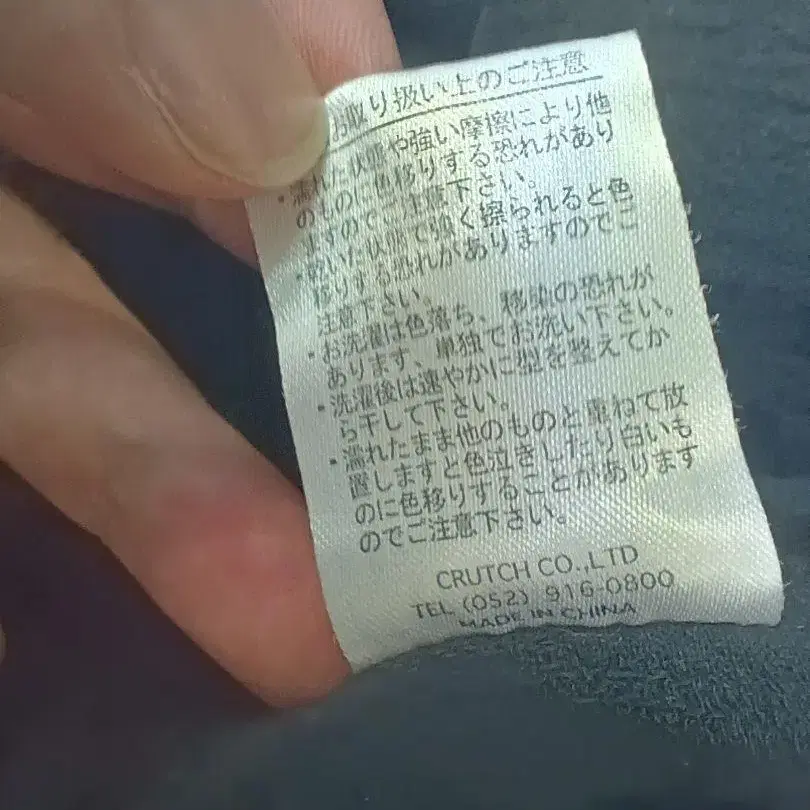 お取り扱い上のご注意
・濡れた状態や強い摩擦により他
のものに色移りする恐れがあり
ますのでご注意下さい。
・乾いた状態で強く擦られると色
移りする恐れがありますのでご
注意下さい。
・お洗濯は色落ち、移染の恐れが
あります、単独でお洗い下さい。
・洗濯後は速やかに型を整えてか
ら干して下さい。
・濡れたまま他のものと重ねて放
置しますと色泣きしたり白いも
のに色移りすることがあります
のでご注意下さい。
CRUTCH CO.,LTD
TEL (052) 916-0800
MADE IN CHINA